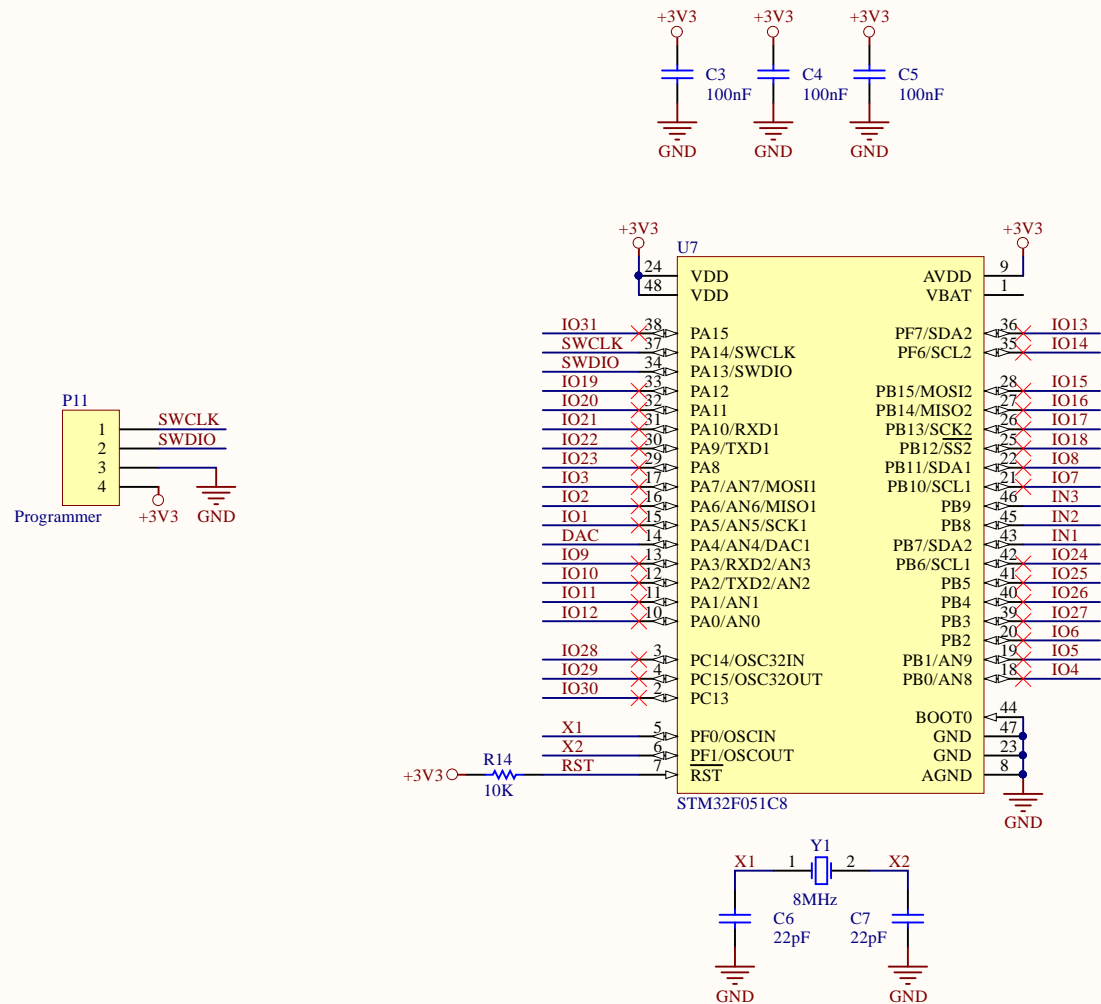 +3V3 +3V3 +3V3
C3 C4 C5
100nF 100nF 100nF
GND GND GND
+3V3 +3V3
U7
24 VDD AVDD 9
48 VDD VBAT 1
IO31 38 PA15 PF7/SDA2 36 IO13
SWCLK 37 PA14/SWCLK PF6/SCL2 35 IO14
SWDIO 34 PA13/SWDIO
IO19 33 PA12 PB15/MOSI2 28 IO15
IO20 32 PA11 PB14/MISO2 27 IO16
IO21 31 PA10/RXD1 PB13/SCK2 26 IO17
IO22 30 PA9/TXD1 PB12/SS2 25 IO18
IO23 29 PA8 PB11/SDA1 22 IO8
IO3 17 PA7/AN7/MOSI1 PB10/SCL1 21 IO7
IO2 16 PA6/AN6/MISO1 PB9 46 IN3
IO1 15 PA5/AN5/SCK1 PB8 45 IN2
DAC 14 PA4/AN4/DAC1 PB7/SDA2 43 IN1
IO9 13 PA3/RXD2/AN3 PB6/SCL1 42 IO24
IO10 12 PA2/TXD2/AN2 PB5 41 IO25
IO11 11 PA1/AN1 PB4 40 IO26
IO12 10 PA0/AN0 PB3 39 IO27
PB2 20 IO6
IO28 3 PC14/OSC32IN PB1/AN9 19 IO5
IO29 4 PC15/OSC32OUT PB0/AN8 18 IO4
IO30 2 PC13
BOOT0 44
X1 5 PF0/OSCIN GND 47
X2 6 PF1/OSCOUT GND 23
+3V3 R14 10K RST 7 RST AGND 8
STM32F051C8
GND
P11
1 SWCLK
2 SWDIO
3
4
Programmer +3V3 GND
Y1
X1 1 2 X2
8MHz
C6 C7
22pF 22pF
GND GND